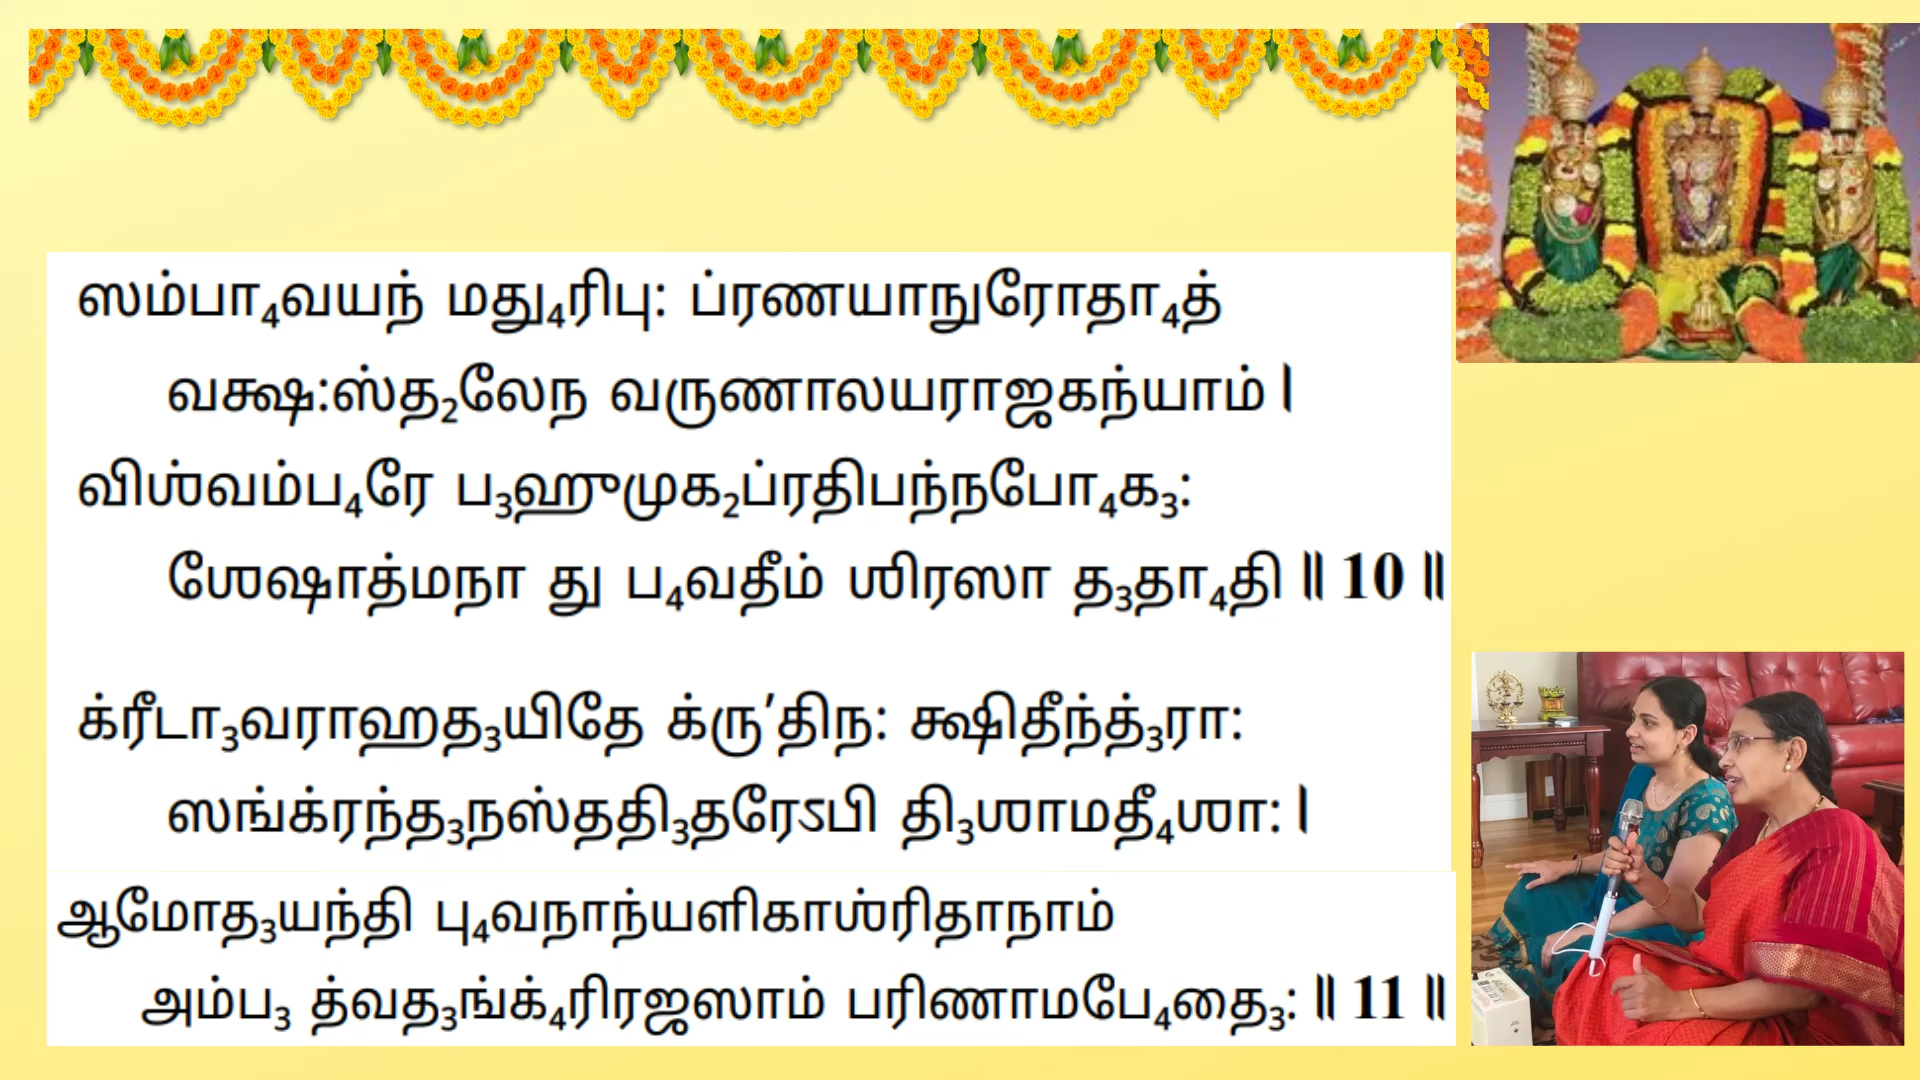 ஸம்பா₄வயந் மது₄ரிபு: ப்ரணயாநுரோதா₄த்
வக்ஷ:ஸ்த₂லேந வருணாலயராஜகந்யாம் ।
விஶ்வம்ப₄ரே ப₃ஹுமுக₂ப்ரதிபந்நபோ₄க₃:
ஶேஷாத்மநா து ப₄வதீம் ஶிரஸா த₃தா₄தி ॥ 10 ॥
க்ரீடா₃வராஹத₃யிதே க்ரு’திந: க்ஷிதீந்த்₃ரா:
ஸங்க்ரந்த₃நஸ்ததி₃தரேঽபி தி₃ஶாமதீ₄ஶா: ।
ஆமோத₃யந்தி பு₄வநாந்யளிகாஶ்ரிதாநாம்
அம்ப₃ த்வத₃ங்க்₄ரிரஜஸாம் பரிணாமபே₄தை₃: ॥ 11 ॥